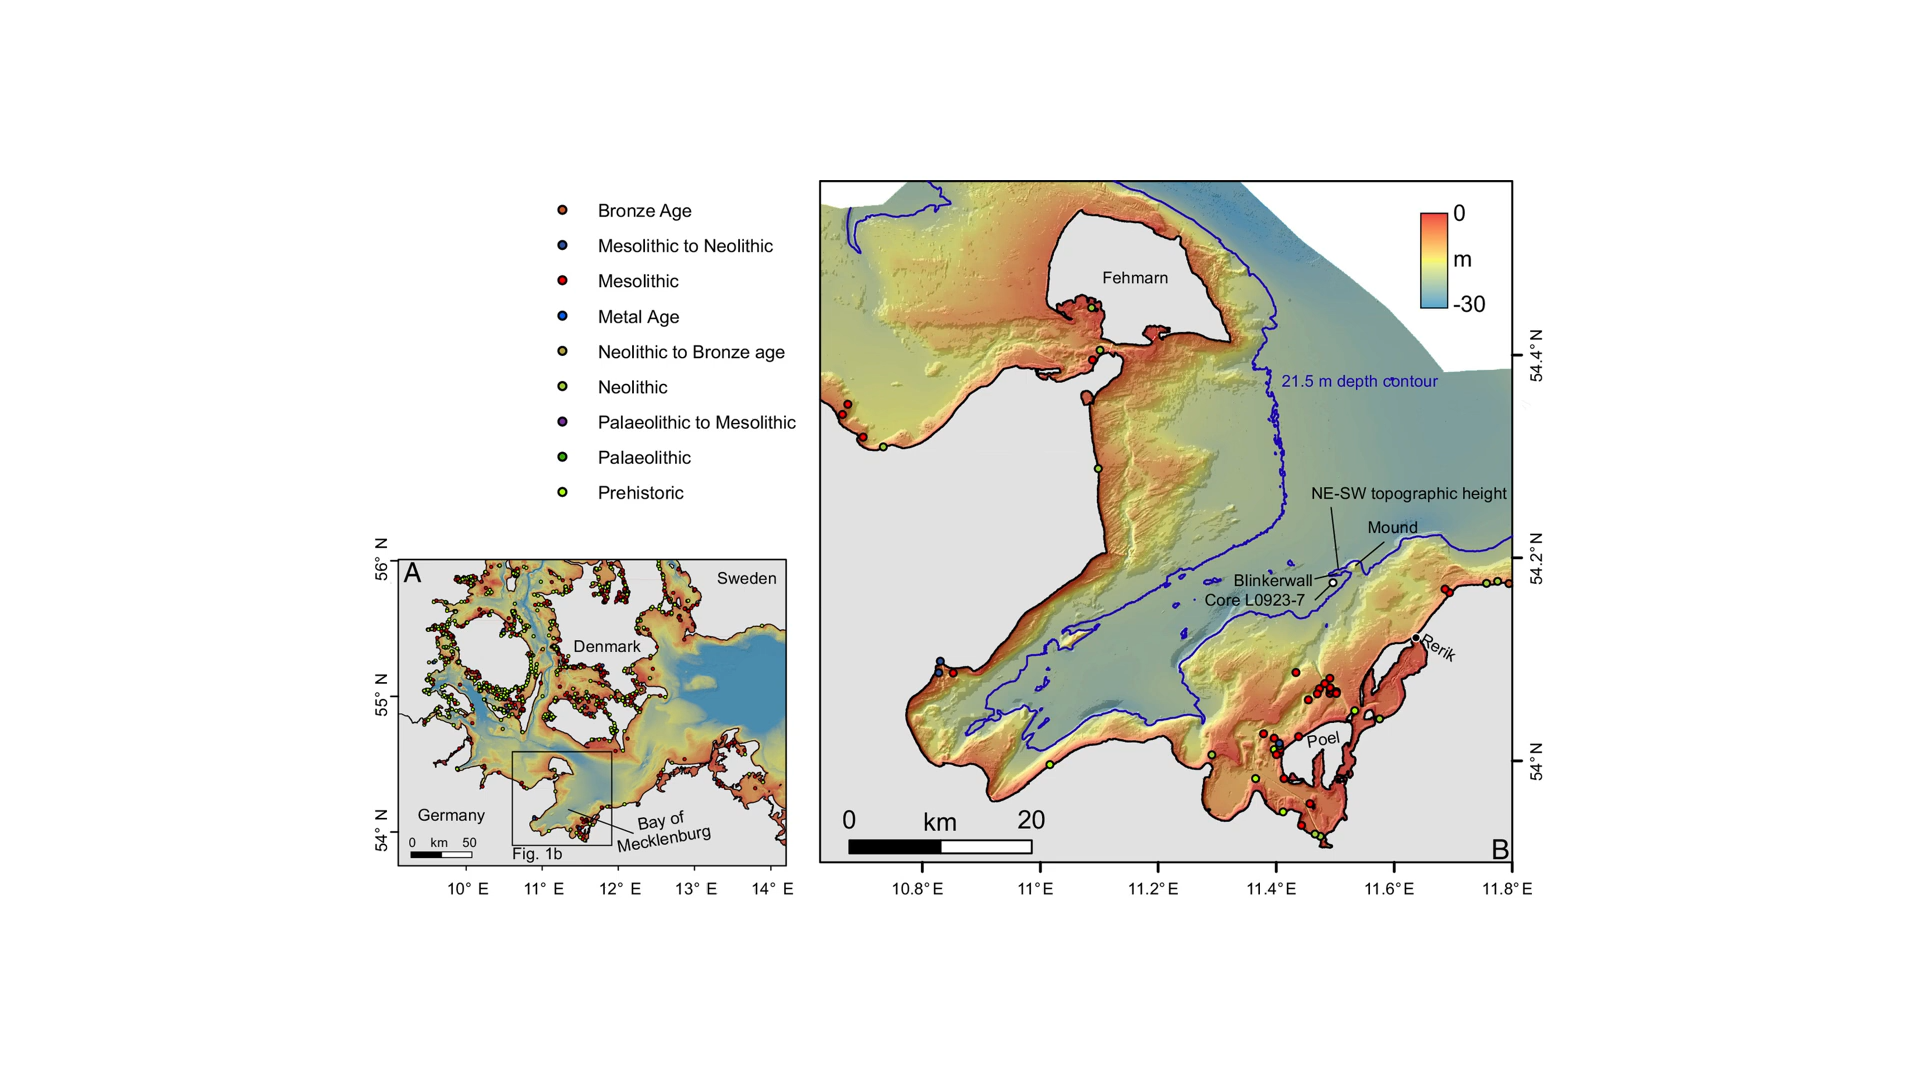 Bronze Age
Mesolithic to Neolithic
Mesolithic
Metal Age
Neolithic to Bronze age
Neolithic
Palaeolithic to Mesolithic
Palaeolithic
Prehistoric
A
Sweden
Denmark
Germany
Bay of
Mecklenburg
Fig. 1b
0 km 50
56° N
55° N
54° N
10° E
11° E
12° E
13° E
14° E
Fehmarn
0
m
-30
21.5 m depth contour
NE-SW topographic height
Mound
Blinkerwall
Core L0923-7
Rerik
Poel
0 km 20
B
54.4° N
54.2° N
54° N
10.8° E
11° E
11.2° E
11.4° E
11.6° E
11.8° E